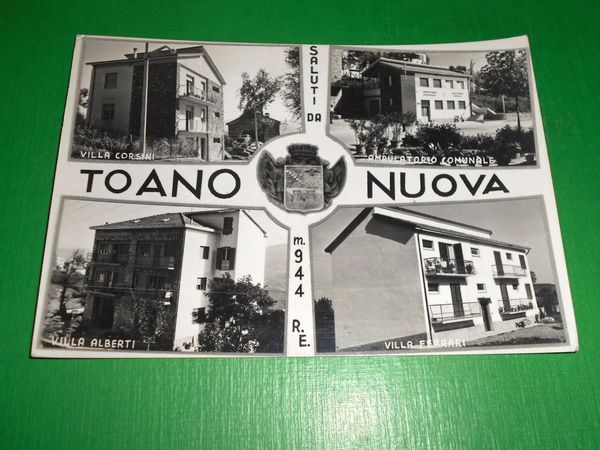 SALUTI DA
VILLA CORSINI
AMBULATORIO COMUNALE
TOANO NUOVA
m. 944 R.E.
VILLA ALBERTI
VILLA FERRARI